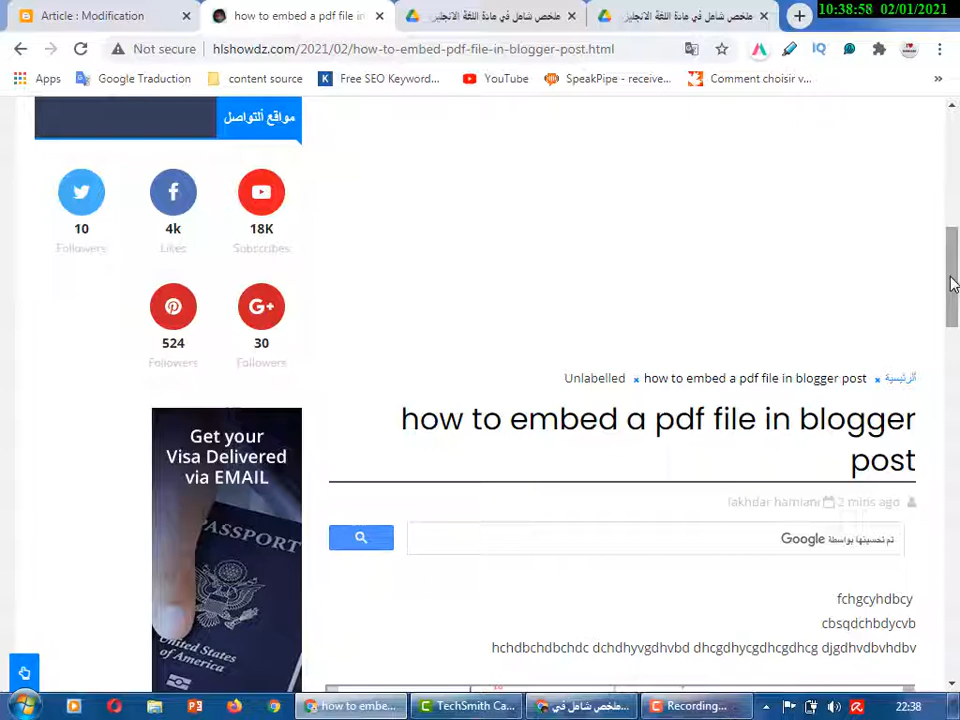 Article : Modification
how to embed a pdf file in
ملخص شامل في مادة اللغة الانجليز
ملخص شامل في مادة اللغة الانجليز
10:38:58 02/01/2021
Not secure
hlshowdz.com/2021/02/how-to-embed-pdf-file-in-blogger-post.html
Apps
Google Traduction
content source
Free SEO Keyword...
YouTube
SpeakPipe - receive...
Comment choisir v...
»
مواقع ألتواصل
10
Followers
4k
Likes
18K
Subscribes
524
Followers
30
Followers
Unlabelled × how to embed a pdf file in blogger post × الرئيسية
how to embed a pdf file in blogger
post
lakhdar hamiani 2 mins ago
Google تم تحسينها بواسطة
Get your
Visa Delivered
via EMAIL
PASSPORT
United States
of America
fchgcyhdbcy
cbsqdchbdycvb
hchdbchdbchdc dchdhyvgdhvbd dhcgdhycgdhcgdhcg djgdhvdbvhdbv
how to embe...
TechSmith Ca...
ملخص شامل في...
Recording...
22:38